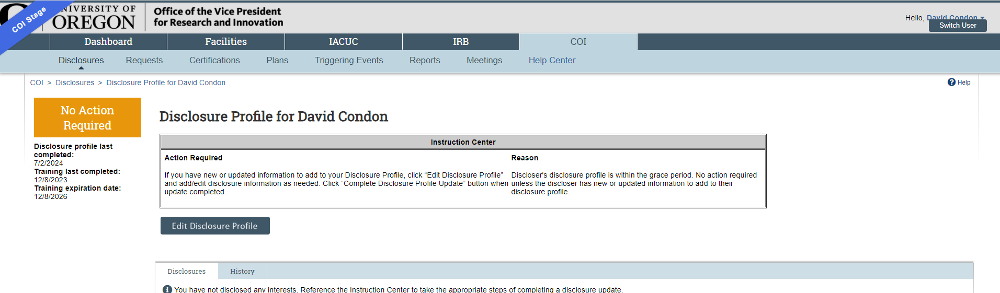 COI Stage
UNIVERSITY OF
OREGON
Office of the Vice President
for Research and Innovation
Hello, David Condon
Switch User
Dashboard Facilities IACUC IRB COI
Disclosures Requests Certifications Plans Triggering Events Reports Meetings Help Center
COI > Disclosures > Disclosure Profile for David Condon
? Help
No Action
Required
Disclosure profile last
completed:
7/2/2024
Training last completed:
12/8/2023
Training expiration date:
12/8/2026
Disclosure Profile for David Condon
Instruction Center
Action Required
If you have new or updated information to add to your Disclosure Profile, click “Edit Disclosure Profile”
and add/edit disclosure information as needed. Click “Complete Disclosure Profile Update” button when
update completed.
Reason
Discloser's disclosure profile is within the grace period. No action required
unless the discloser has new or updated information to add to their
disclosure profile.
Edit Disclosure Profile
Disclosures History
You have not disclosed any interests. Reference the Instruction Center to take the appropriate steps of completing a disclosure update.